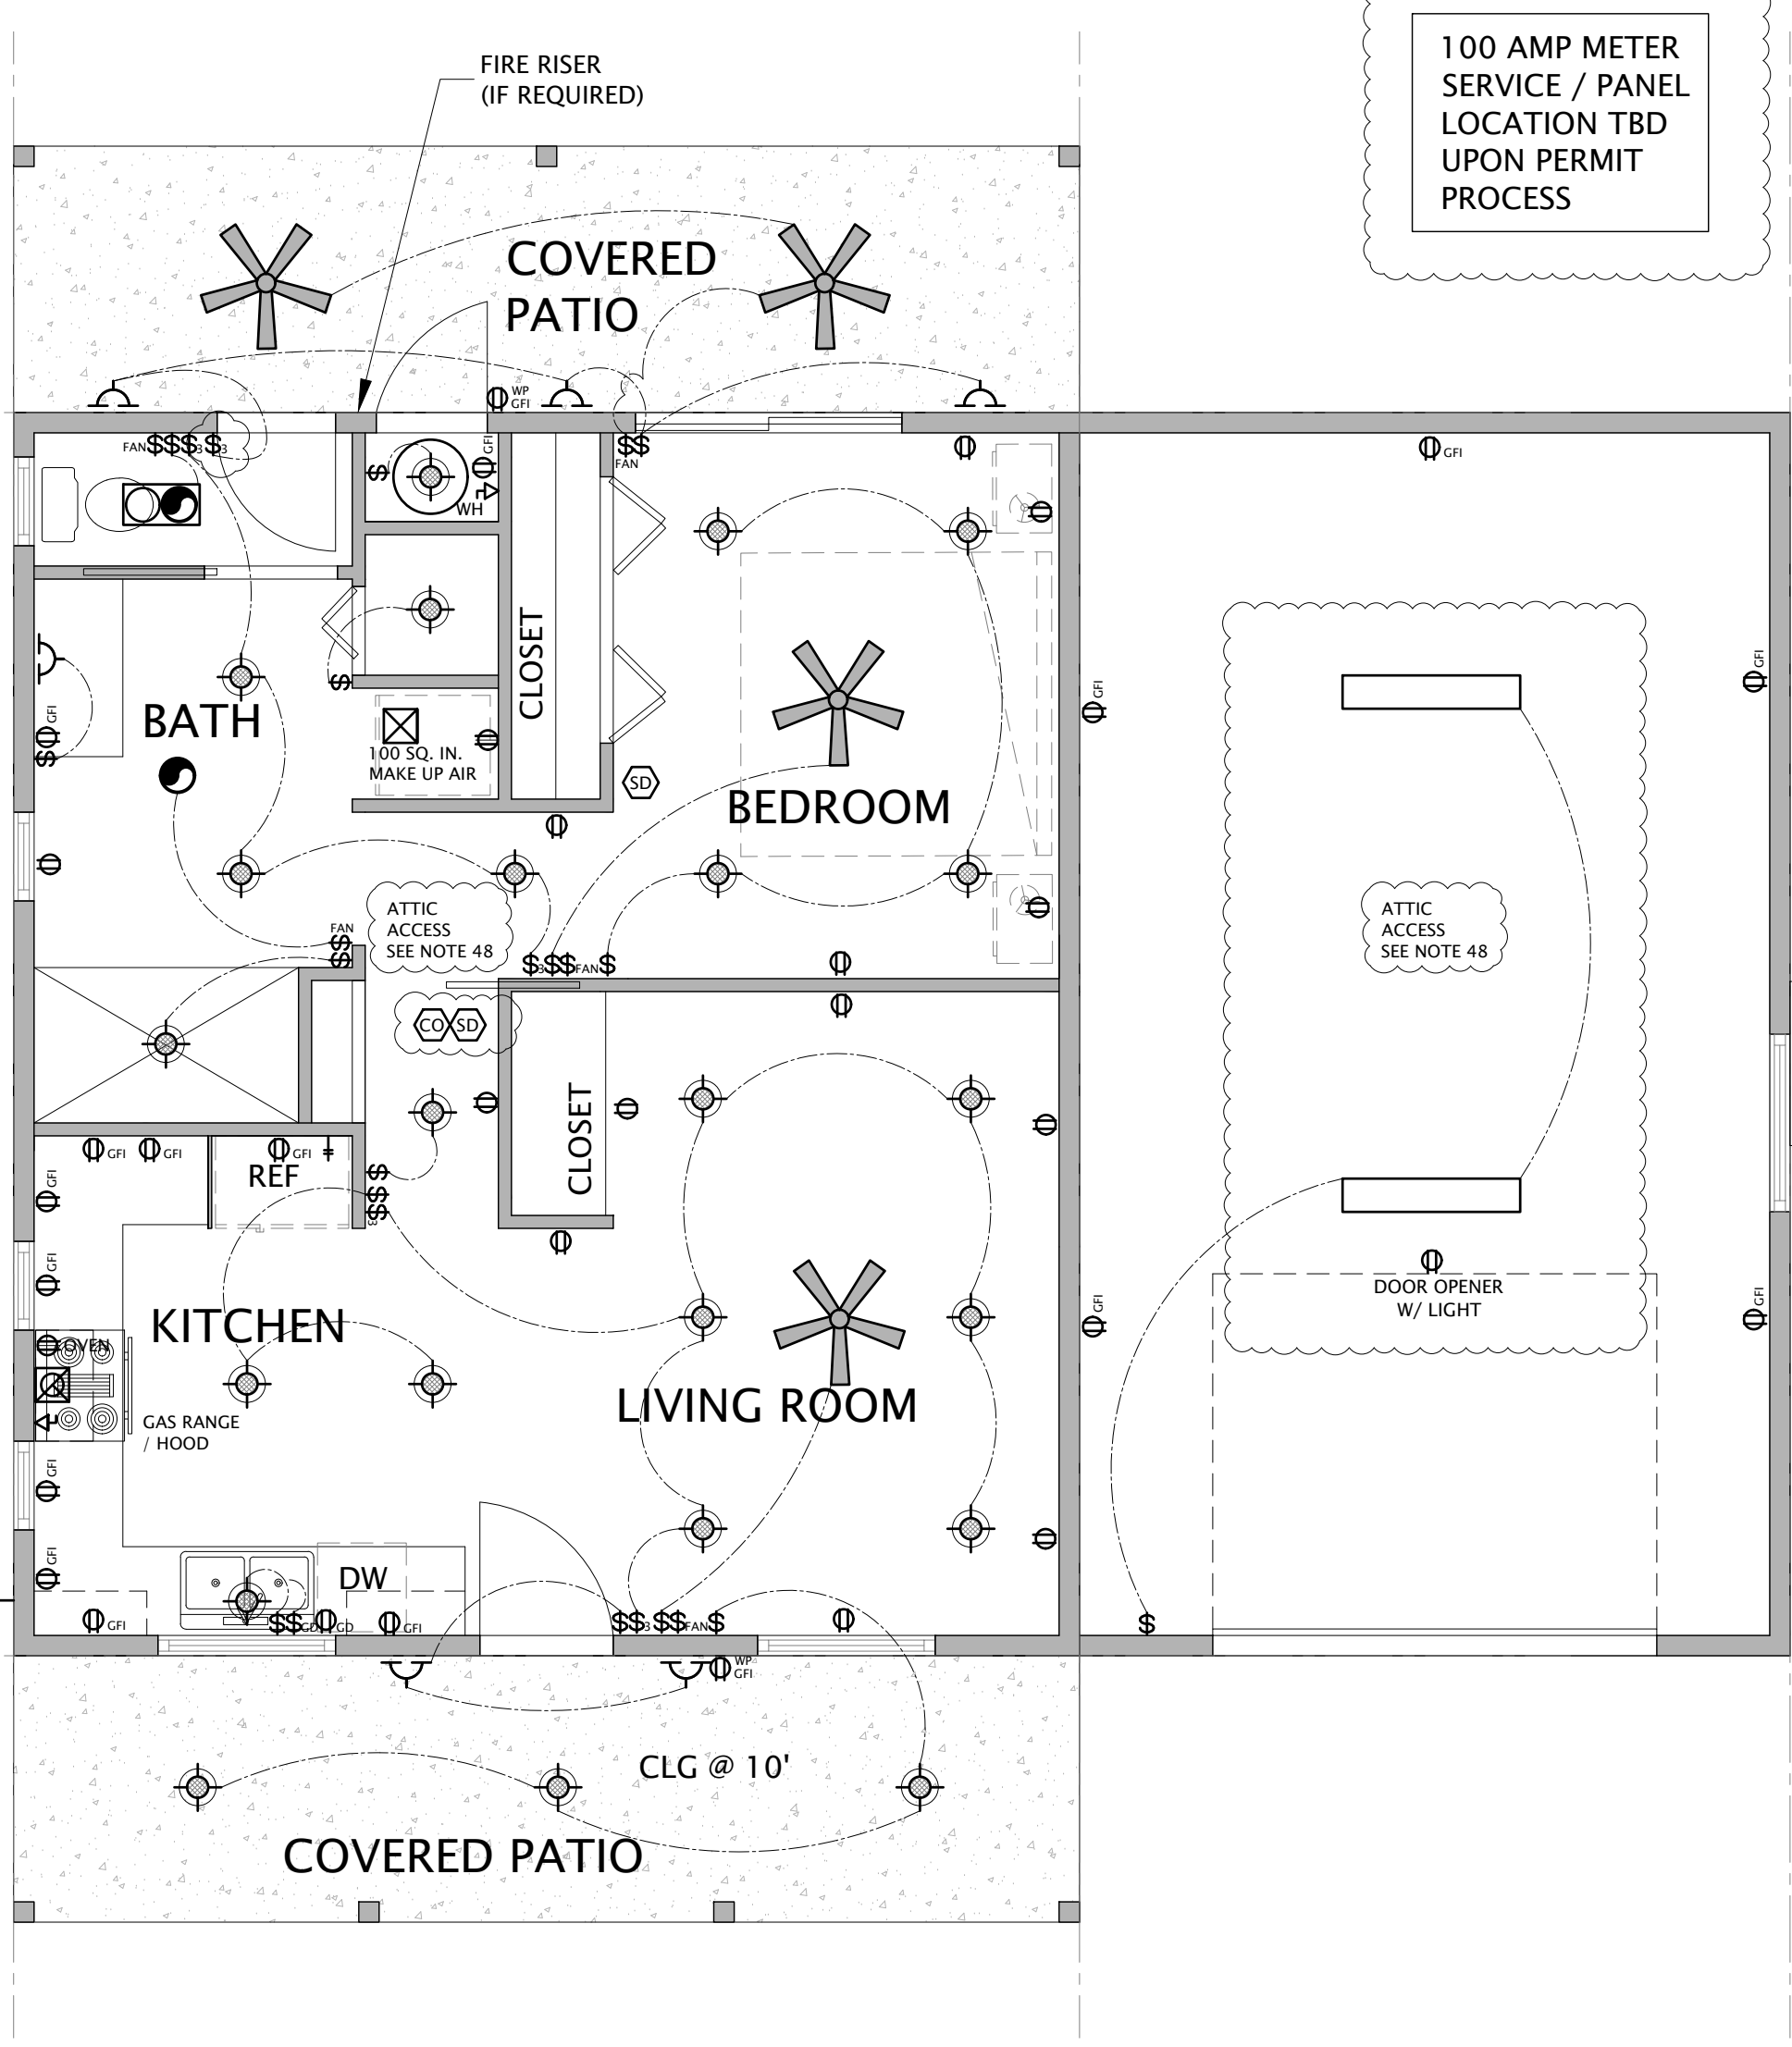 100 AMP METER
SERVICE / PANEL
LOCATION TBD
UPON PERMIT
PROCESS
FIRE RISER
(IF REQUIRED)
COVERED
PATIO
WP
GFI
FAN $$$3$3
$
GFI
WH
$$
FAN
GFI
CLOSET
$
BATH
GFI
$
100 SQ. IN.
MAKE UP AIR
SD
BEDROOM
GFI
GFI
FAN
$$
ATTIC
ACCESS
SEE NOTE 48
$3$$FAN$
ATTIC
ACCESS
SEE NOTE 48
CO SD
CLOSET
GFI
GFI
GFI
REF
GFI
$
$
$3
GFI
KITCHEN
OVEN
GAS RANGE
/ HOOD
LIVING ROOM
DOOR OPENER
W/ LIGHT
GFI
GFI
GFI
GFI
GFI
DW
$$GD
GD
GFI
$$3 $$FAN$
$
WP
GFI
CLG @ 10'
COVERED PATIO